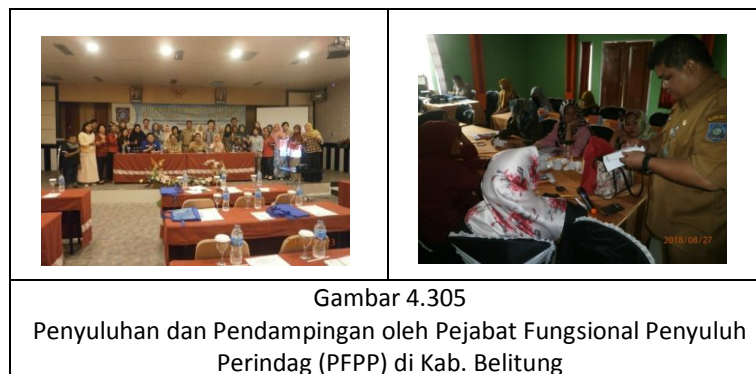 2018/08/27
Gambar 4.305
Penyuluhan dan Pendampingan oleh Pejabat Fungsional Penyuluh
Perindag (PFPP) di Kab. Belitung